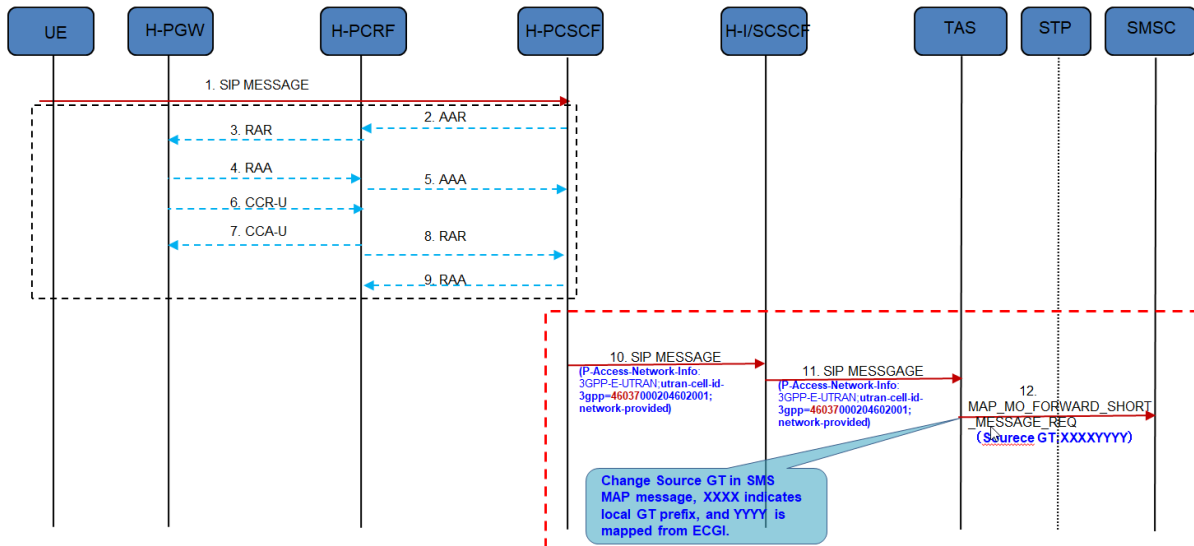 UE
H-PGW
H-PCRF
H-PCSCF
H-I/SCSCF
TAS
STP
SMSC
1. SIP MESSAGE
2. AAR
3. RAR
4. RAA
5. AAA
6. CCR-U
7. CCA-U
8. RAR
9. RAA
10. SIP MESSAGE
(P-Access-Network-Info:
3GPP-E-UTRAN;utran-cell-id-
3gpp=46037000204602001;
network-provided)
11. SIP MESSGAGE
(P-Access-Network-Info:
3GPP-E-UTRAN;utran-cell-id-
3gpp=46037000204602001;
network-provided)
12.
MAP_MO_FORWARD_SHORT
_MESSAGE_REQ
(Sourece GT:XXXXYYYY)
Change Source GT in SMS
MAP message, XXXX indicates
local GT prefix, and YYYY is
mapped from ECGI.